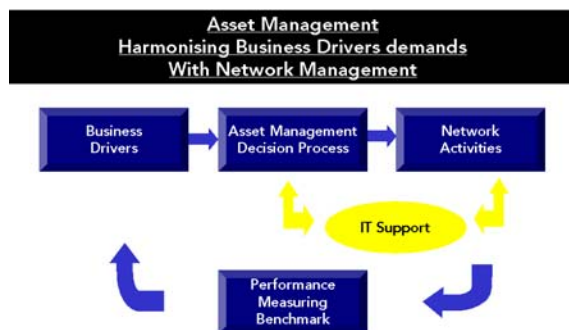 Asset Management
Harmonising Business Drivers demands
With Network Management
Business
Drivers
Asset Management
Decision Process
Network
Activities
IT Support
Performance
Measuring
Benchmark